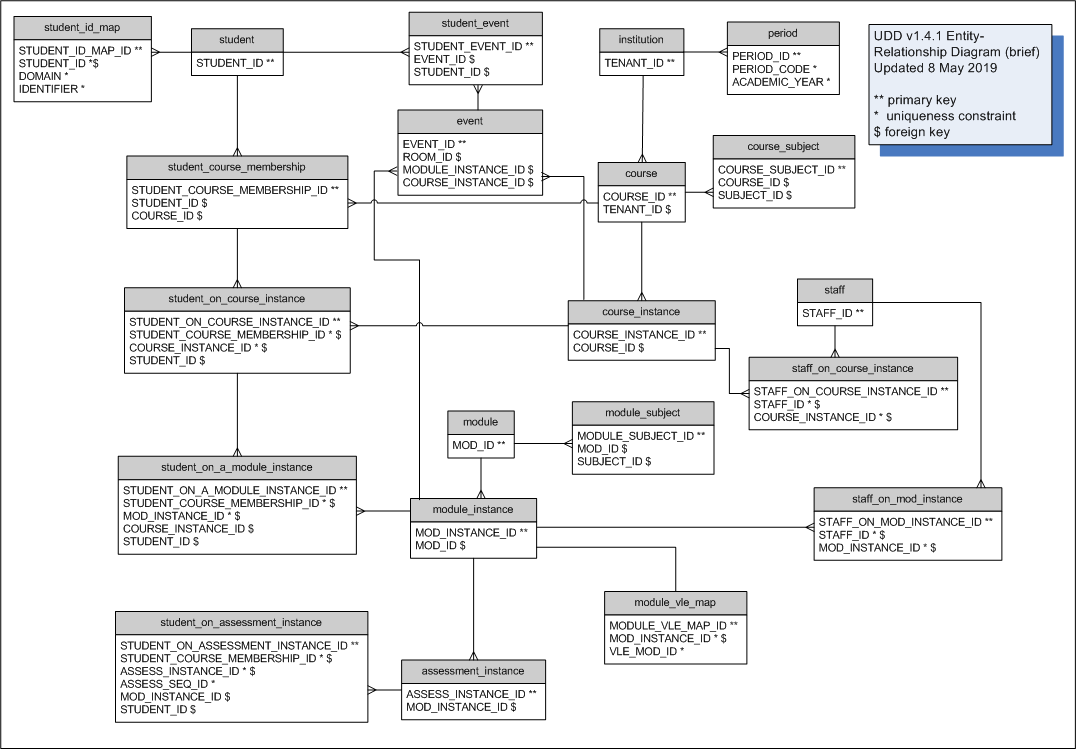 student_id_map
STUDENT_ID_MAP_ID **
STUDENT_ID *$
DOMAIN *
IDENTIFIER *
student
STUDENT_ID **
student_event
STUDENT_EVENT_ID **
EVENT_ID $
STUDENT_ID $
institution
TENANT_ID **
period
PERIOD_ID **
PERIOD_CODE *
ACADEMIC_YEAR *
UDD v1.4.1 Entity-
Relationship Diagram (brief)
Updated 8 May 2019
** primary key
* uniqueness constraint
$ foreign key
event
EVENT_ID **
ROOM_ID $
MODULE_INSTANCE_ID $
COURSE_INSTANCE_ID $
student_course_membership
STUDENT_COURSE_MEMBERSHIP_ID **
STUDENT_ID $
COURSE_ID $
course
COURSE_ID **
TENANT_ID $
course_subject
COURSE_SUBJECT_ID **
COURSE_ID $
SUBJECT_ID $
student_on_course_instance
STUDENT_ON_COURSE_INSTANCE_ID **
STUDENT_COURSE_MEMBERSHIP_ID * $
COURSE_INSTANCE_ID * $
STUDENT_ID $
course_instance
COURSE_INSTANCE_ID **
COURSE_ID $
staff
STAFF_ID **
staff_on_course_instance
STAFF_ON_COURSE_INSTANCE_ID **
STAFF_ID * $
COURSE_INSTANCE_ID * $
module
MOD_ID **
module_subject
MODULE_SUBJECT_ID **
MOD_ID $
SUBJECT_ID $
student_on_a_module_instance
STUDENT_ON_A_MODULE_INSTANCE_ID **
STUDENT_COURSE_MEMBERSHIP_ID * $
MOD_INSTANCE_ID * $
COURSE_INSTANCE_ID $
STUDENT_ID $
module_instance
MOD_INSTANCE_ID **
MOD_ID $
staff_on_mod_instance
STAFF_ON_MOD_INSTANCE_ID **
STAFF_ID * $
MOD_INSTANCE_ID * $
module_vle_map
MODULE_VLE_MAP_ID **
MOD_INSTANCE_ID * $
VLE_MOD_ID *
student_on_assessment_instance
STUDENT_ON_ASSESSMENT_INSTANCE_ID **
STUDENT_COURSE_MEMBERSHIP_ID * $
ASSESS_INSTANCE_ID * $
ASSESS_SEQ_ID *
MOD_INSTANCE_ID $
STUDENT_ID $
assessment_instance
ASSESS_INSTANCE_ID **
MOD_INSTANCE_ID $